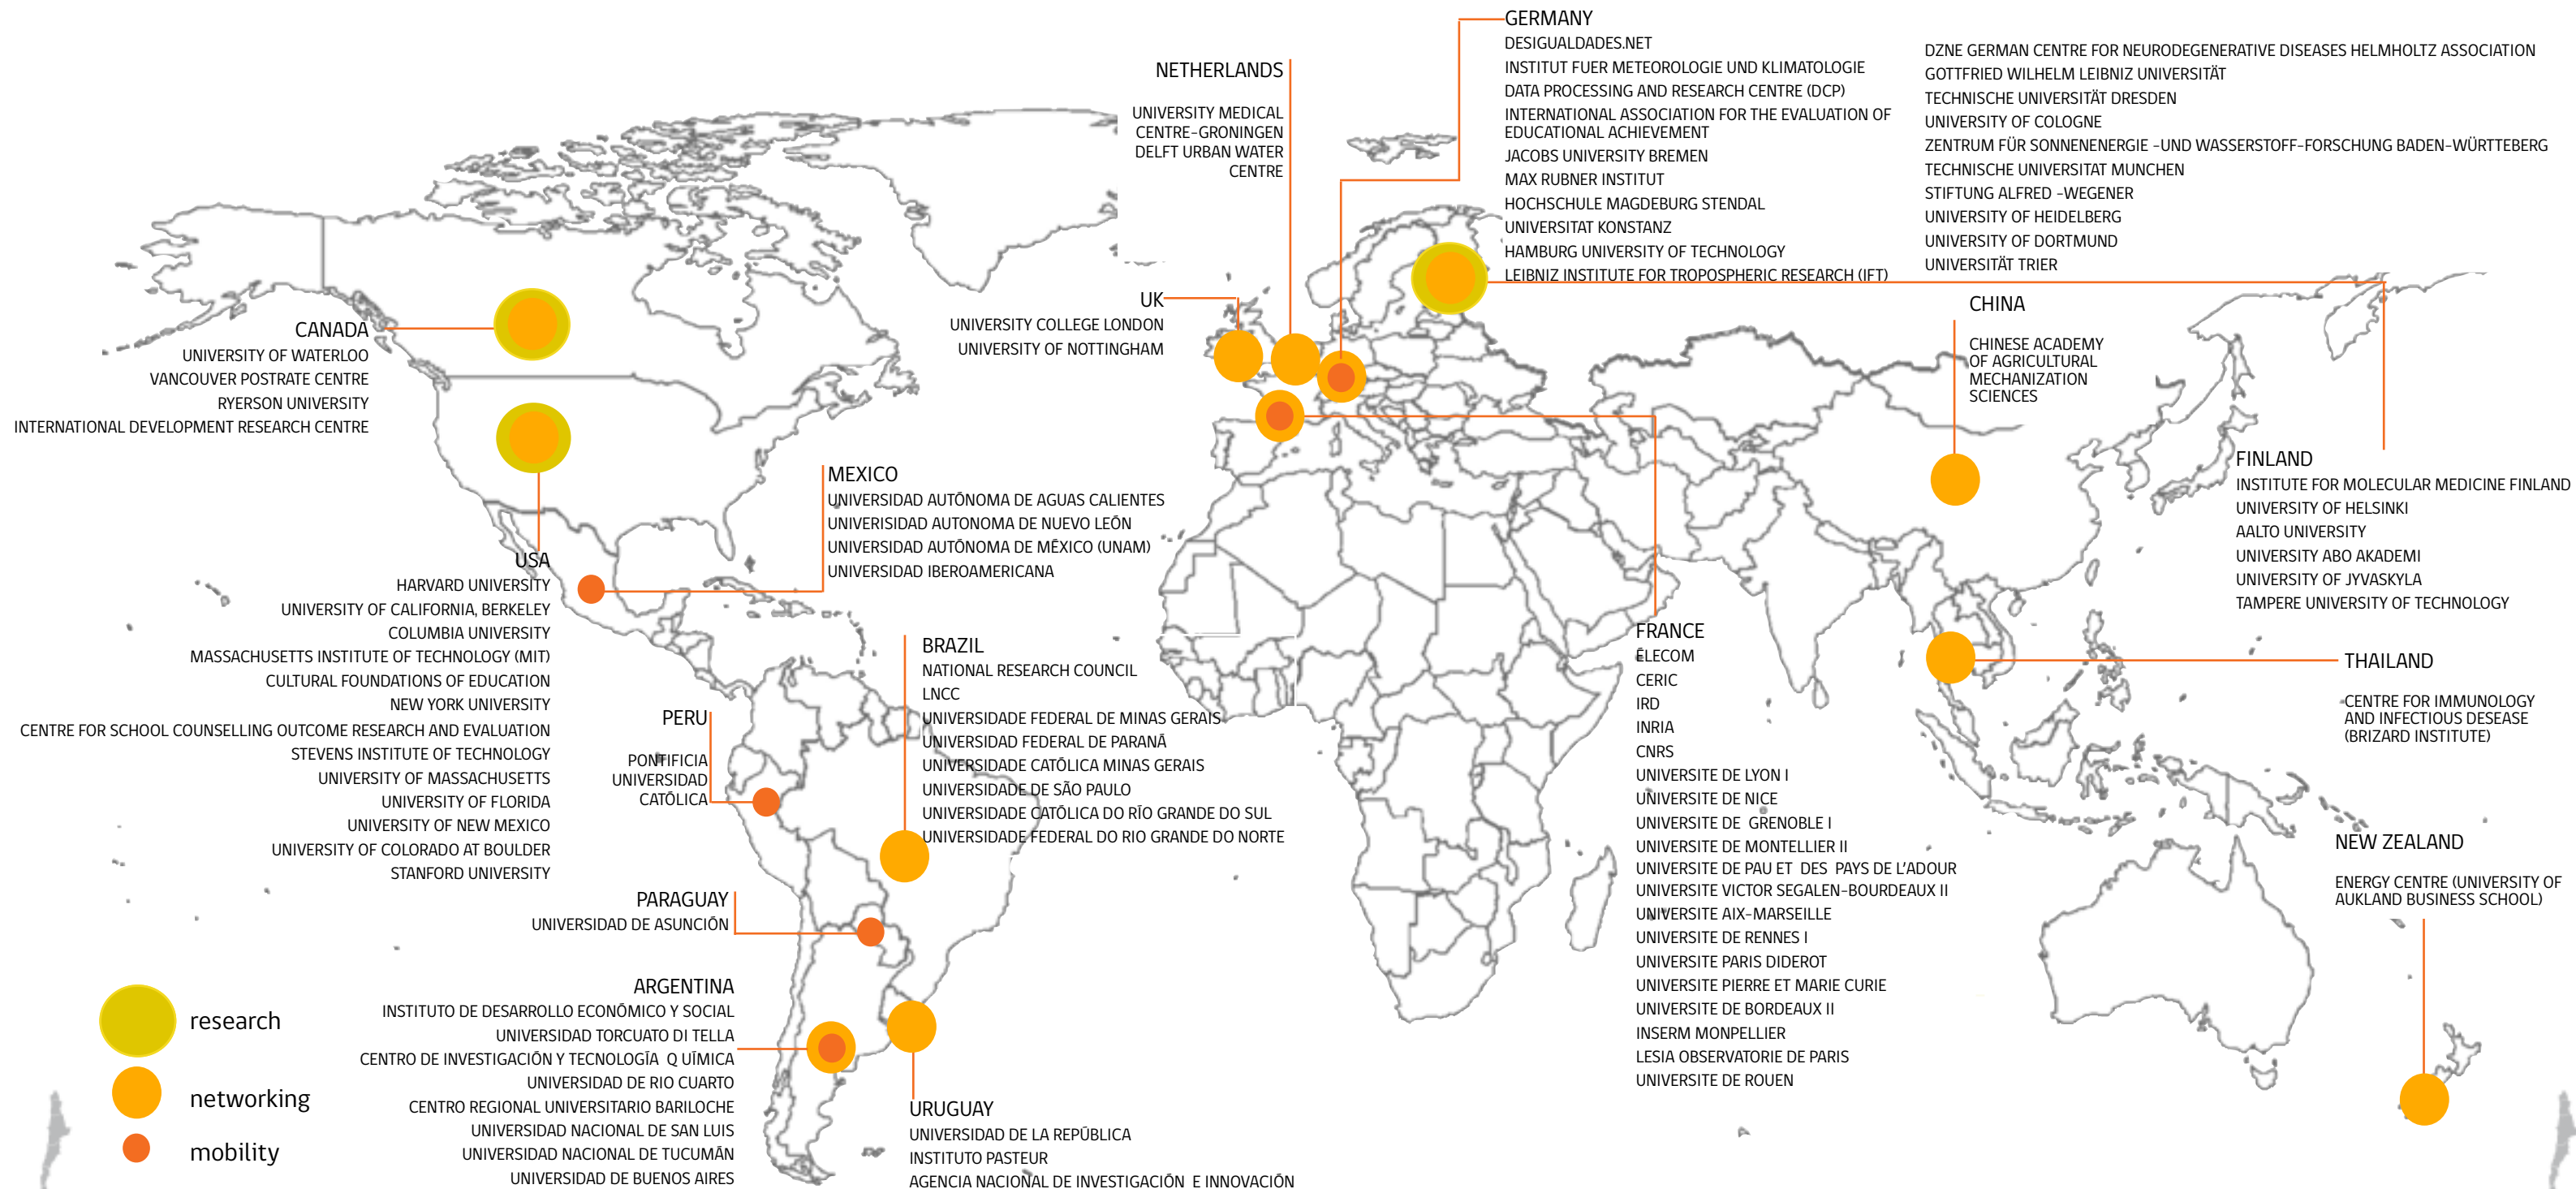 GERMANY
DESIGUALDADES.NET
INSTITUT FUER METEOROLOGIE UND KLIMATOLOGIE
DATA PROCESSING AND RESEARCH CENTRE (DCP)
INTERNATIONAL ASSOCIATION FOR THE EVALUATION OF
EDUCATIONAL ACHIEVEMENT
JACOBS UNIVERSITY BREMEN
MAX RUBNER INSTITUT
HOCHSCHULE MAGDEBURG STENDAL
UNIVERSITAT KONSTANZ
HAMBURG UNIVERSITY OF TECHNOLOGY
LEIBNIZ INSTITUTE FOR TROPOSPHERIC RESEARCH (IFT)
DZNE GERMAN CENTRE FOR NEURODEGENERATIVE DISEASES HELMHOLTZ ASSOCIATION
GOTTFRIED WILHELM LEIBNIZ UNIVERSITÄT
TECHNISCHE UNIVERSITÄT DRESDEN
UNIVERSITY OF COLOGNE
ZENTRUM FÜR SONNENENERGIE -UND WASSERSTOFF-FORSCHUNG BADEN-WÜRTTEBERG
TECHNISCHE UNIVERSITAT MUNCHEN
STIFTUNG ALFRED -WEGENER
UNIVERSITY OF HEIDELBERG
UNIVERSITY OF DORTMUND
UNIVERSITÄT TRIER
NETHERLANDS
UNIVERSITY MEDICAL
CENTRE-GRONINGEN
DELFT URBAN WATER
CENTRE
UK
UNIVERSITY COLLEGE LONDON
UNIVERSITY OF NOTTINGHAM
CANADA
UNIVERSITY OF WATERLOO
VANCOUVER POSTRATE CENTRE
RYERSON UNIVERSITY
INTERNATIONAL DEVELOPMENT RESEARCH CENTRE
CHINA
CHINESE ACADEMY
OF AGRICULTURAL
MECHANIZATION
SCIENCES
FINLAND
INSTITUTE FOR MOLECULAR MEDICINE FINLAND
UNIVERSITY OF HELSINKI
AALTO UNIVERSITY
UNIVERSITY ABO AKADEMI
UNIVERSITY OF JYVASKYLA
TAMPERE UNIVERSITY OF TECHNOLOGY
MEXICO
UNIVERSIDAD AUTÓNOMA DE AGUAS CALIENTES
UNIVERISIDAD AUTONOMA DE NUEVO LEÓN
UNIVERSIDAD AUTÓNOMA DE MÉXICO (UNAM)
UNIVERSIDAD IBEROAMERICANA
USA
HARVARD UNIVERSITY
UNIVERSITY OF CALIFORNIA, BERKELEY
COLUMBIA UNIVERSITY
MASSACHUSETTS INSTITUTE OF TECHNOLOGY (MIT)
CULTURAL FOUNDATIONS OF EDUCATION
NEW YORK UNIVERSITY
CENTRE FOR SCHOOL COUNSELLING OUTCOME RESEARCH AND EVALUATION
STEVENS INSTITUTE OF TECHNOLOGY
UNIVERSITY OF MASSACHUSETTS
UNIVERSITY OF FLORIDA
UNIVERSITY OF NEW MEXICO
UNIVERSITY OF COLORADO AT BOULDER
STANFORD UNIVERSITY
BRAZIL
NATIONAL RESEARCH COUNCIL
LNCC
UNIVERSIDADE FEDERAL DE MINAS GERAIS
UNIVERSIDAD FEDERAL DE PARANÁ
UNIVERSIDADE CATÓLICA MINAS GERAIS
UNIVERSIDADE DE SÃO PAULO
UNIVERSIDADE CATÓLICA DO RÍO GRANDE DO SUL
UNIVERSIDADE FEDERAL DO RIO GRANDE DO NORTE
FRANCE
ÉLECOM
CERIC
IRD
INRIA
CNRS
UNIVERSITE DE LYON I
UNIVERSITE DE NICE
UNIVERSITE DE GRENOBLE I
UNIVERSITE DE MONTELLIER II
UNIVERSITE DE PAU ET DES PAYS DE L'ADOUR
UNIVERSITE VICTOR SEGALEN-BOURDEAUX II
UNIVERSITE AIX-MARSEILLE
UNIVERSITE DE RENNES I
UNIVERSITE PARIS DIDEROT
UNIVERSITE PIERRE ET MARIE CURIE
UNIVERSITE DE BORDEAUX II
INSERM MONPELLIER
LESIA OBSERVATORIE DE PARIS
UNIVERSITE DE ROUEN
THAILAND
CENTRE FOR IMMUNOLOGY
AND INFECTIOUS DESEASE
(BRIZARD INSTITUTE)
PERU
PONTIFICIA
UNIVERSIDAD
CATÓLICA
NEW ZEALAND
ENERGY CENTRE (UNIVERSITY OF
AUKLAND BUSINESS SCHOOL)
PARAGUAY
UNIVERSIDAD DE ASUNCIÓN
ARGENTINA
INSTITUTO DE DESARROLLO ECONÓMICO Y SOCIAL
UNIVERSIDAD TORCUATO DI TELLA
CENTRO DE INVESTIGACIÓN Y TECNOLOGÍA Q UÍMICA
UNIVERSIDAD DE RIO CUARTO
CENTRO REGIONAL UNIVERSITARIO BARILOCHE
UNIVERSIDAD NACIONAL DE SAN LUIS
UNIVERSIDAD NACIONAL DE TUCUMÁN
UNIVERSIDAD DE BUENOS AIRES
URUGUAY
UNIVERSIDAD DE LA REPÚBLICA
INSTITUTO PASTEUR
AGENCIA NACIONAL DE INVESTIGACIÓN E INNOVACIÓN
research
networking
mobility